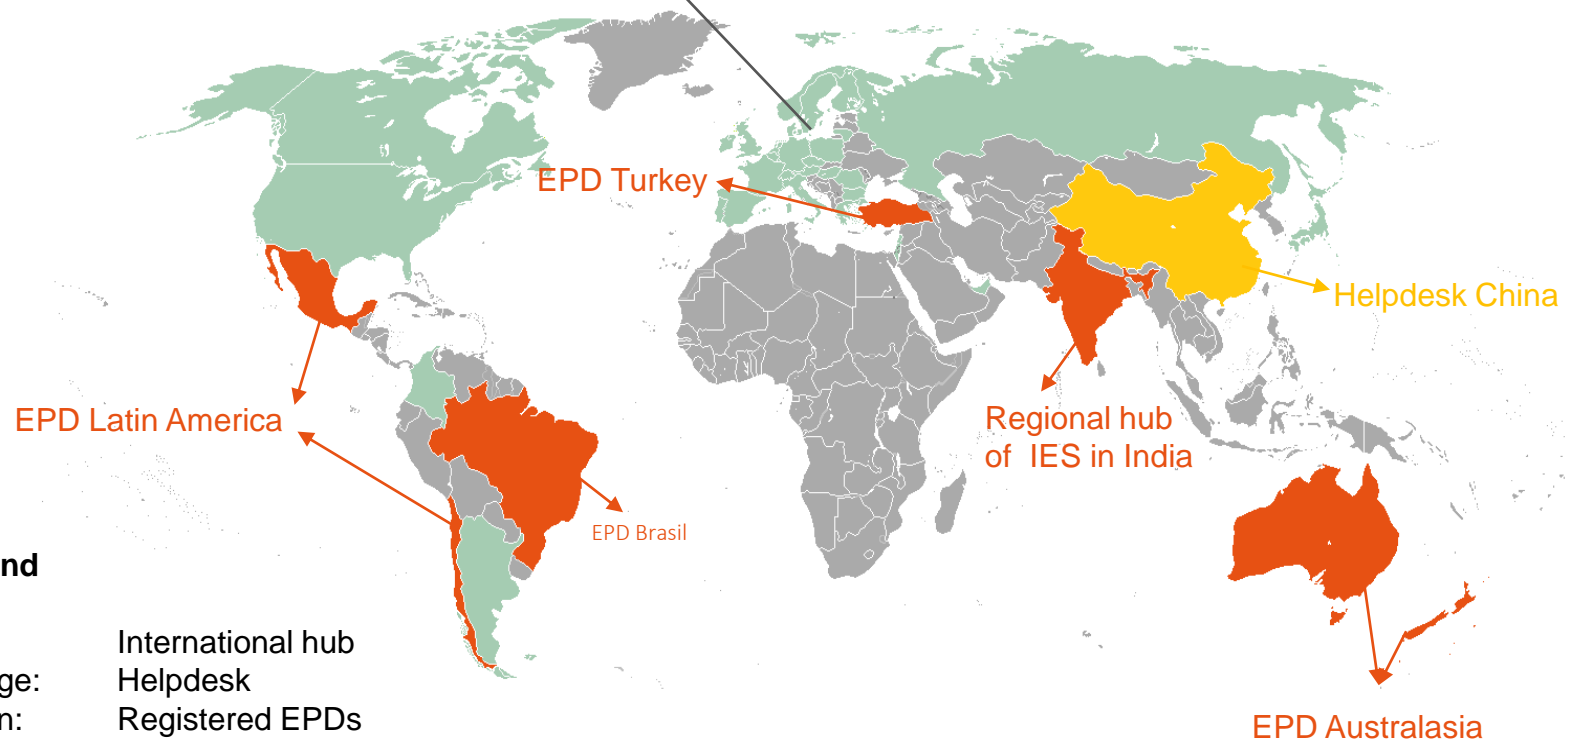 EPD Turkey
Helpdesk China
EPD Latin America
Regional hub
of IES in India
EPD Brasil
nd
International hub
ge: Helpdesk
n: Registered EPDs
EPD Australasia